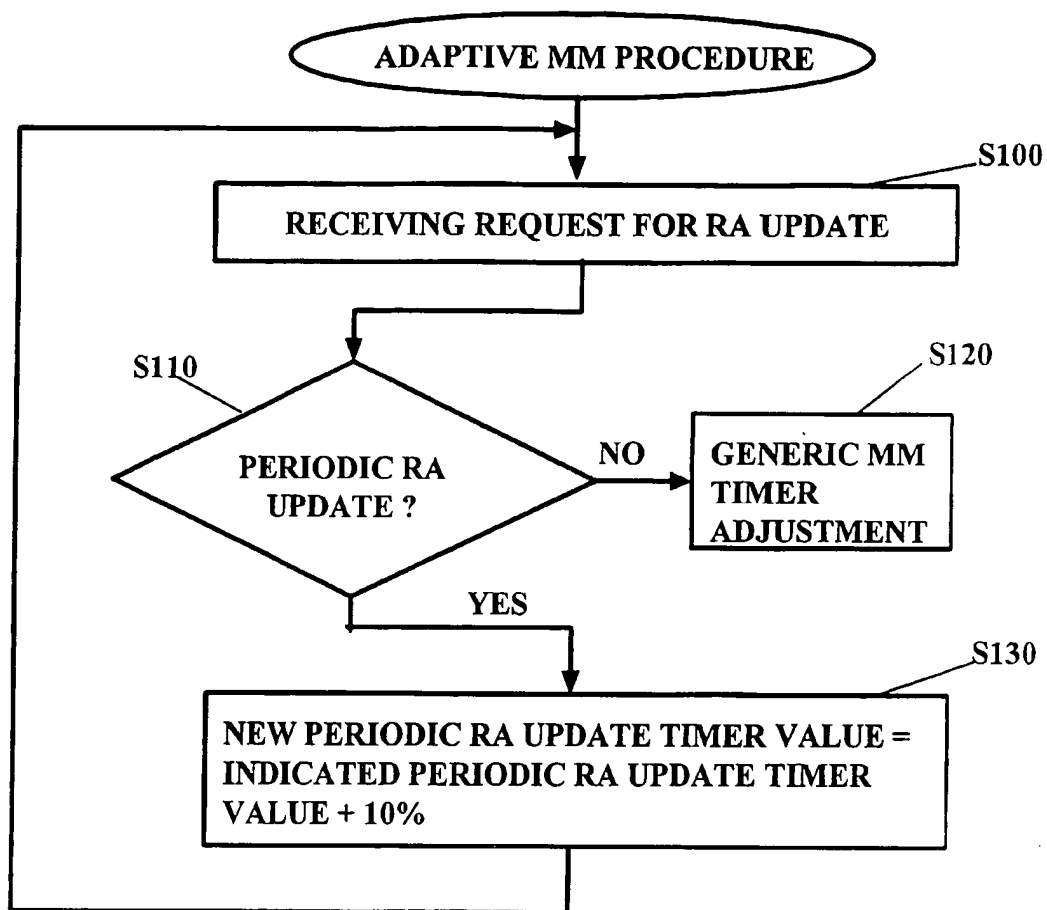 ADAPTIVE MM PROCEDURE
S100
RECEIVING REQUEST FOR RA UPDATE
S110
PERIODIC RA
UPDATE ?
NO
S120
GENERIC MM
TIMER
ADJUSTMENT
YES
S130
NEW PERIODIC RA UPDATE TIMER VALUE =
INDICATED PERIODIC RA UPDATE TIMER
VALUE + 10%